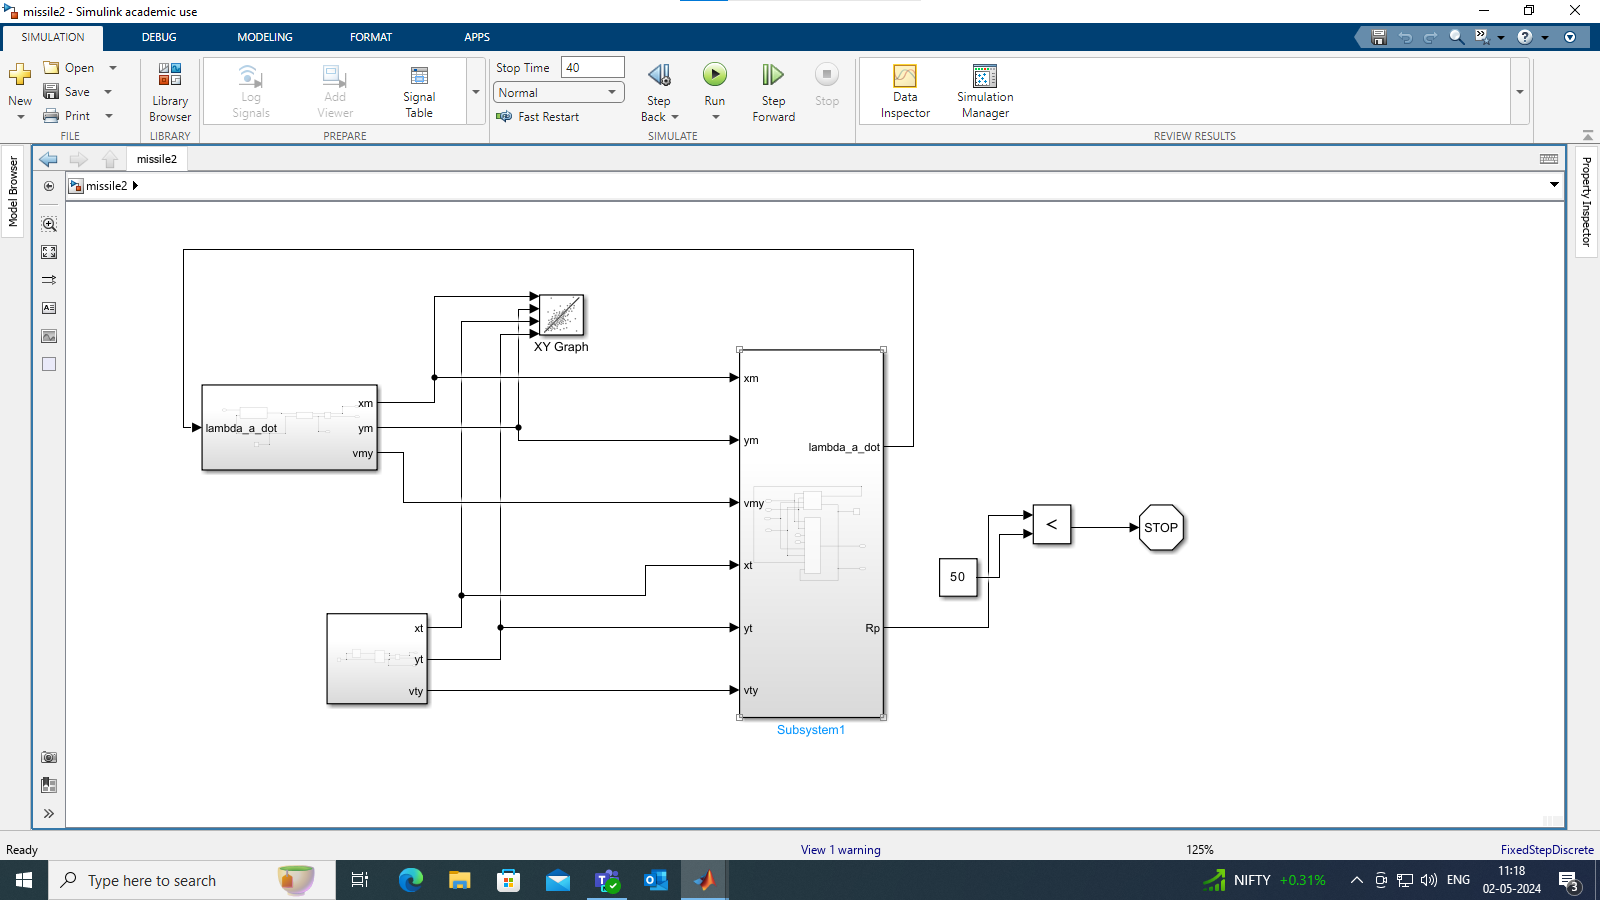 missile2 - Simulink academic use
SIMULATION DEBUG MODELING FORMAT APPS
New
Open
Save
Print
FILE
Library Browser
LIBRARY
Log Signals
Add Viewer
Signal Table
PREPARE
Stop Time 40
Normal
Fast Restart
Step Back
Run
Step Forward
Stop
SIMULATE
Data Inspector
Simulation Manager
REVIEW RESULTS
Model Browser
missile2
missile2
Property Inspector
XY Graph
lambda_a_dot
xm
ym
vmy
xt
yt
vty
xm
ym
vmy
xt
yt
vty
lambda_a_dot
Rp
Subsystem1
50
<
STOP
Ready
View 1 warning
125%
FixedStepDiscrete
Type here to search
NIFTY +0.31%
ENG
11:18
02-05-2024
3